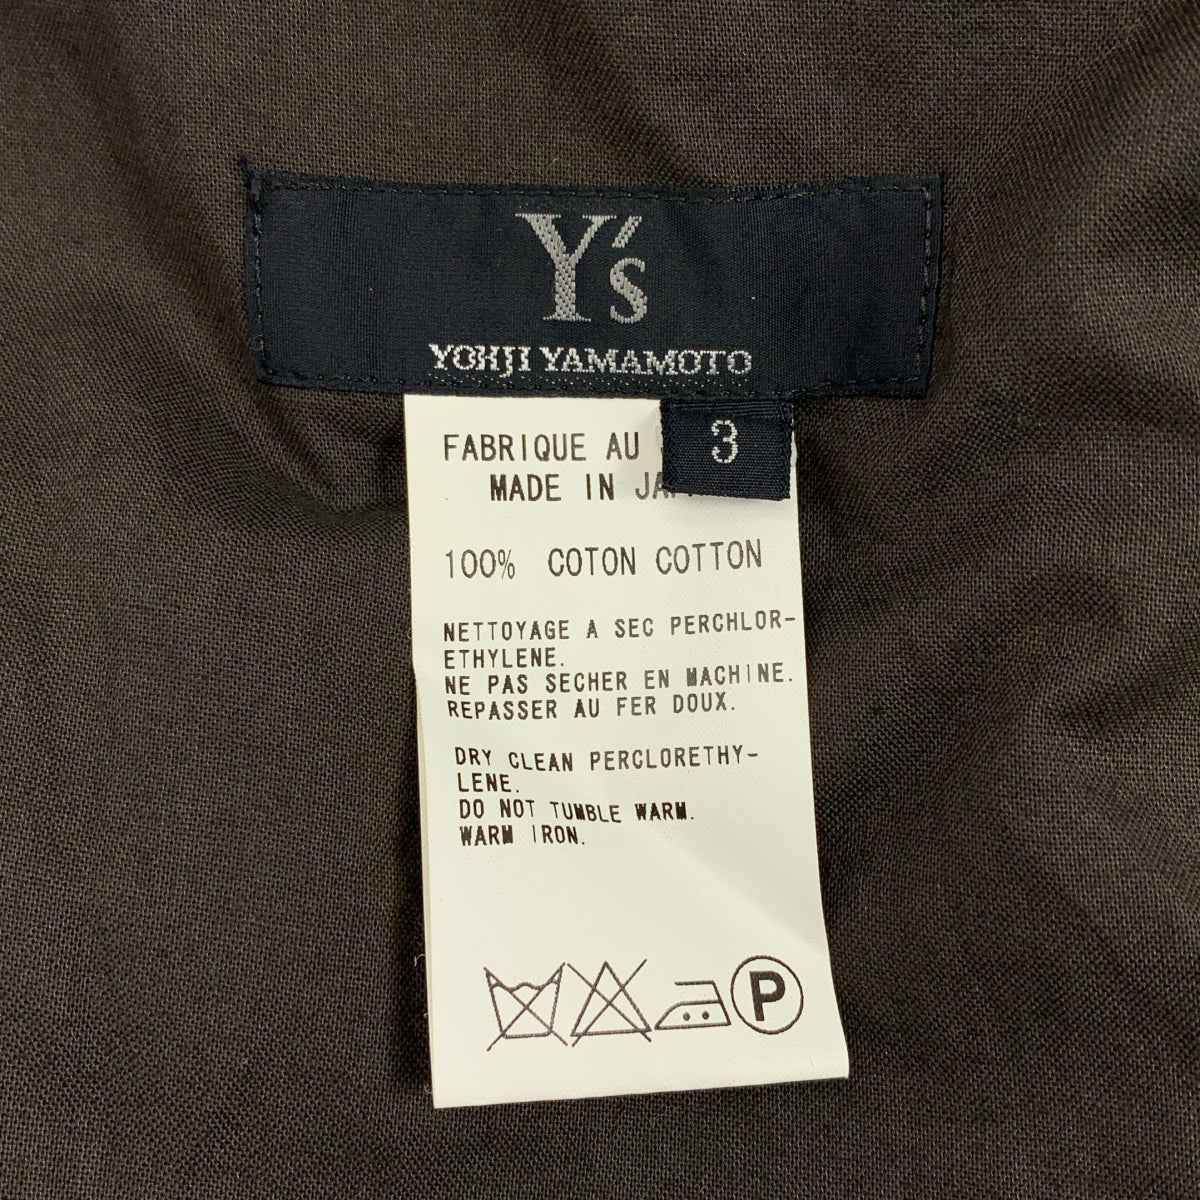 Y's
YOHJI YAMAMOTO
3
FABRIQUE AU
MADE IN
100% COTON COTTON
NETTOYAGE A SEC PERCHLOR-
ETHYLENE.
NE PAS SECHER EN MACHINE.
REPASSER AU FER DOUX.
DRY CLEAN PERCLORETHY-
LENE.
DO NOT TUMBLE WARM.
WARM IRON.
P